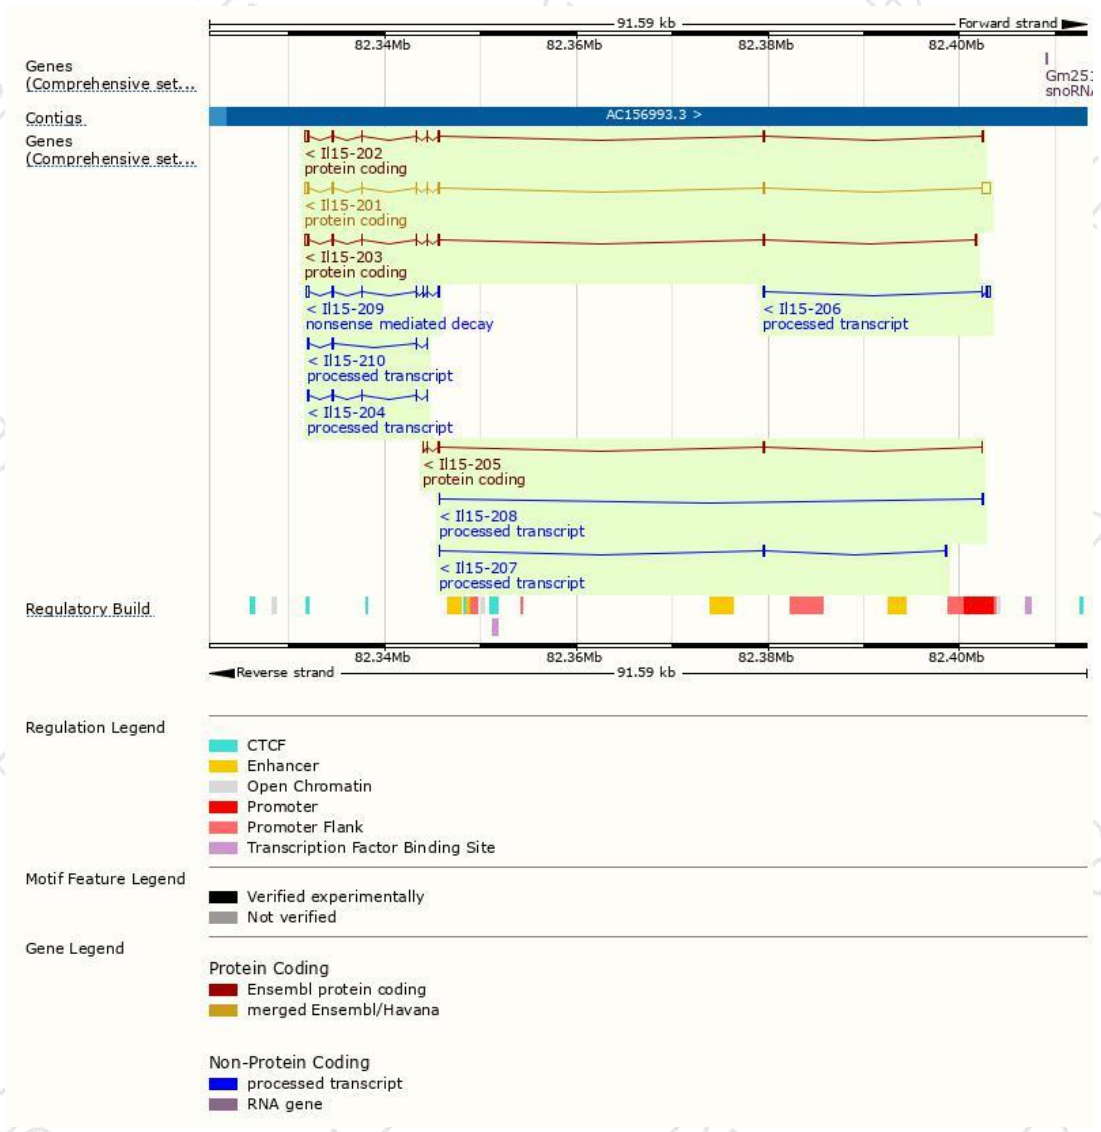 91.59 kb Forward strand
82.34Mb 82.36Mb 82.38Mb 82.40Mb
Genes
(Comprehensive set...
Gm251
snoRNA
Contigs
AC156993.3 >
Genes
(Comprehensive set...
< Il15-202
protein coding
< Il15-201
protein coding
< Il15-203
protein coding
< Il15-209 < Il15-206
nonsense mediated decay processed transcript
< Il15-210
processed transcript
< Il15-204
processed transcript
< Il15-205
protein coding
< Il15-208
processed transcript
< Il15-207
processed transcript
Regulatory Build
82.34Mb 82.36Mb 82.38Mb 82.40Mb
Reverse strand 91.59 kb
Regulation Legend
CTCF
Enhancer
Open Chromatin
Promoter
Promoter Flank
Transcription Factor Binding Site
Motif Feature Legend
Verified experimentally
Not verified
Gene Legend
Protein Coding
Ensembl protein coding
merged Ensembl/Havana
Non-Protein Coding
processed transcript
RNA gene